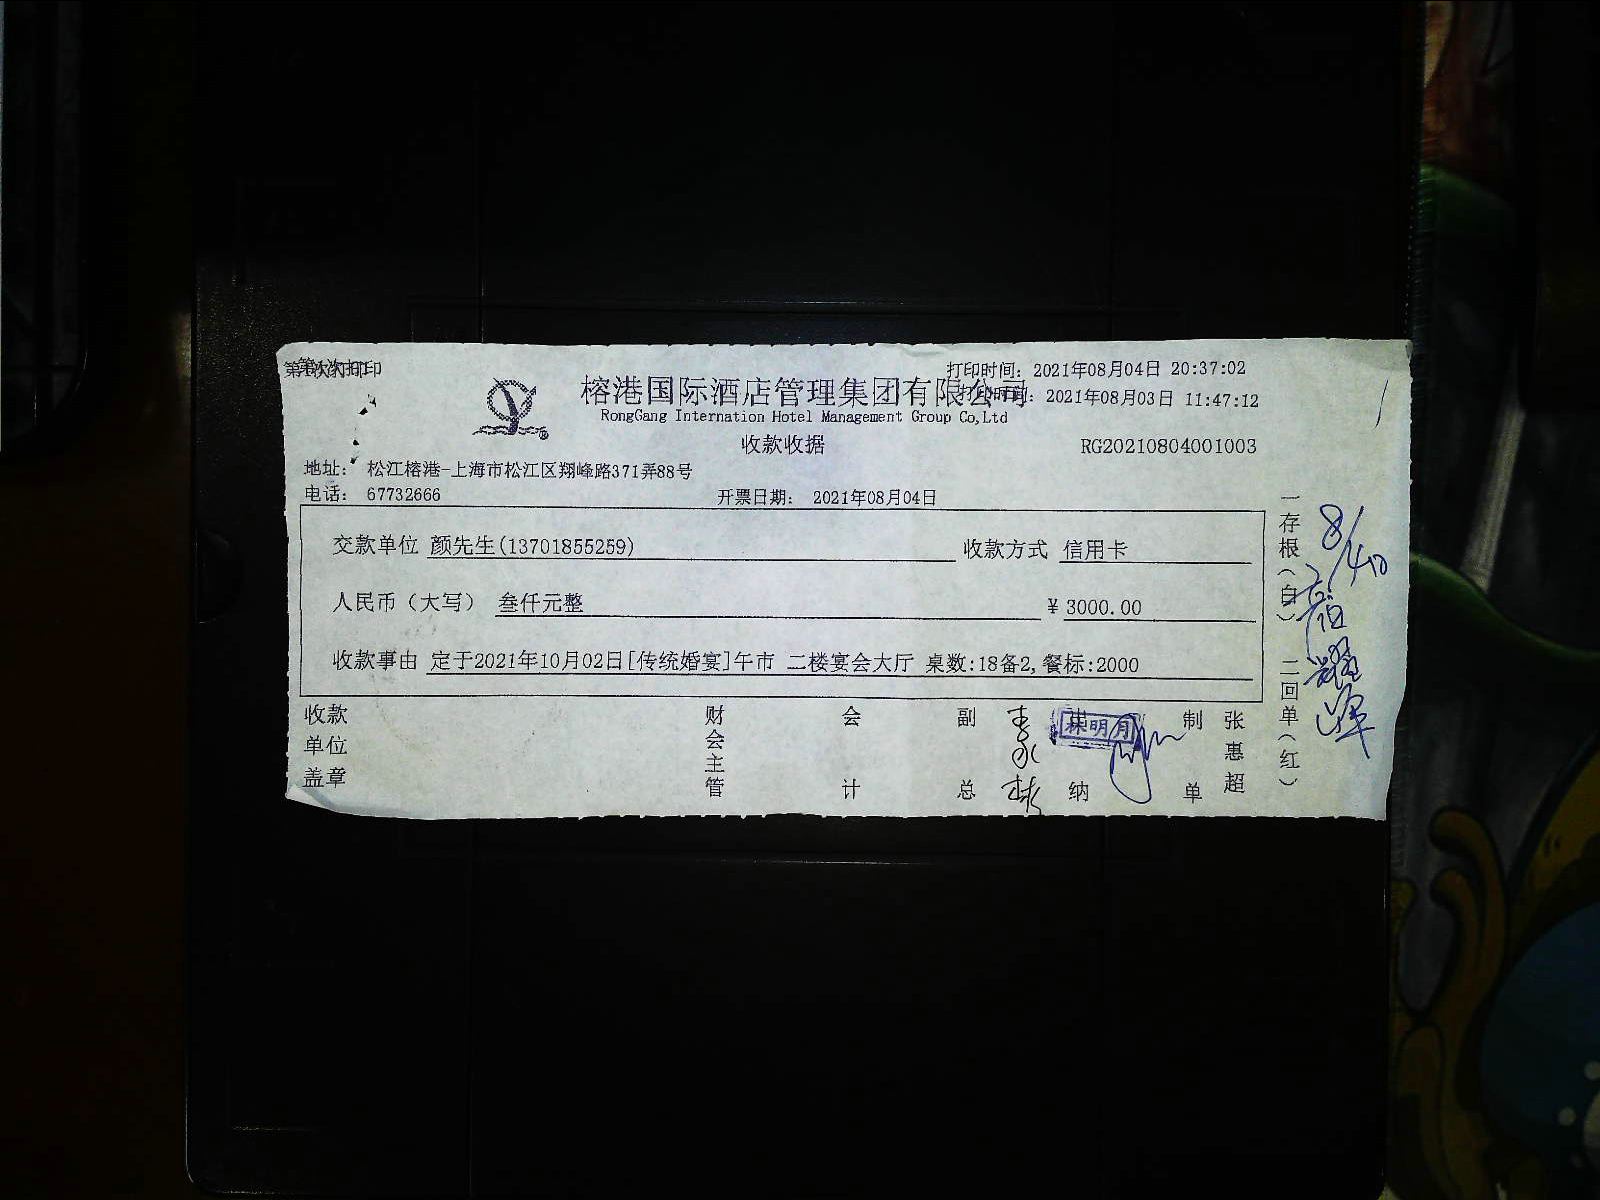 打印时间：2021年08月04日 20:37:02
榕港国际酒店管理集团有限公司
打印时间：2021年08月03日 11:47:12
RongGang Internation Hotel Management Group Co,Ltd
收款收据
RG20210804001003
地址： 松江榕港-上海市松江区翔峰路371弄88号
电话： 67732666
开票日期： 2021年08月04日
交款单位 颜先生(13701855259)
收款方式 信用卡
人民币（大写） 叁仟元整
¥ 3000.00
收款事由 定于2021年10月02日[传统婚宴]午市 二楼宴会大厅 桌数:18备2,餐标:2000
收款单位盖章
财会主管
会计
副总
林明月
纳
制单
张惠超
一存根（白） 二回单（红）